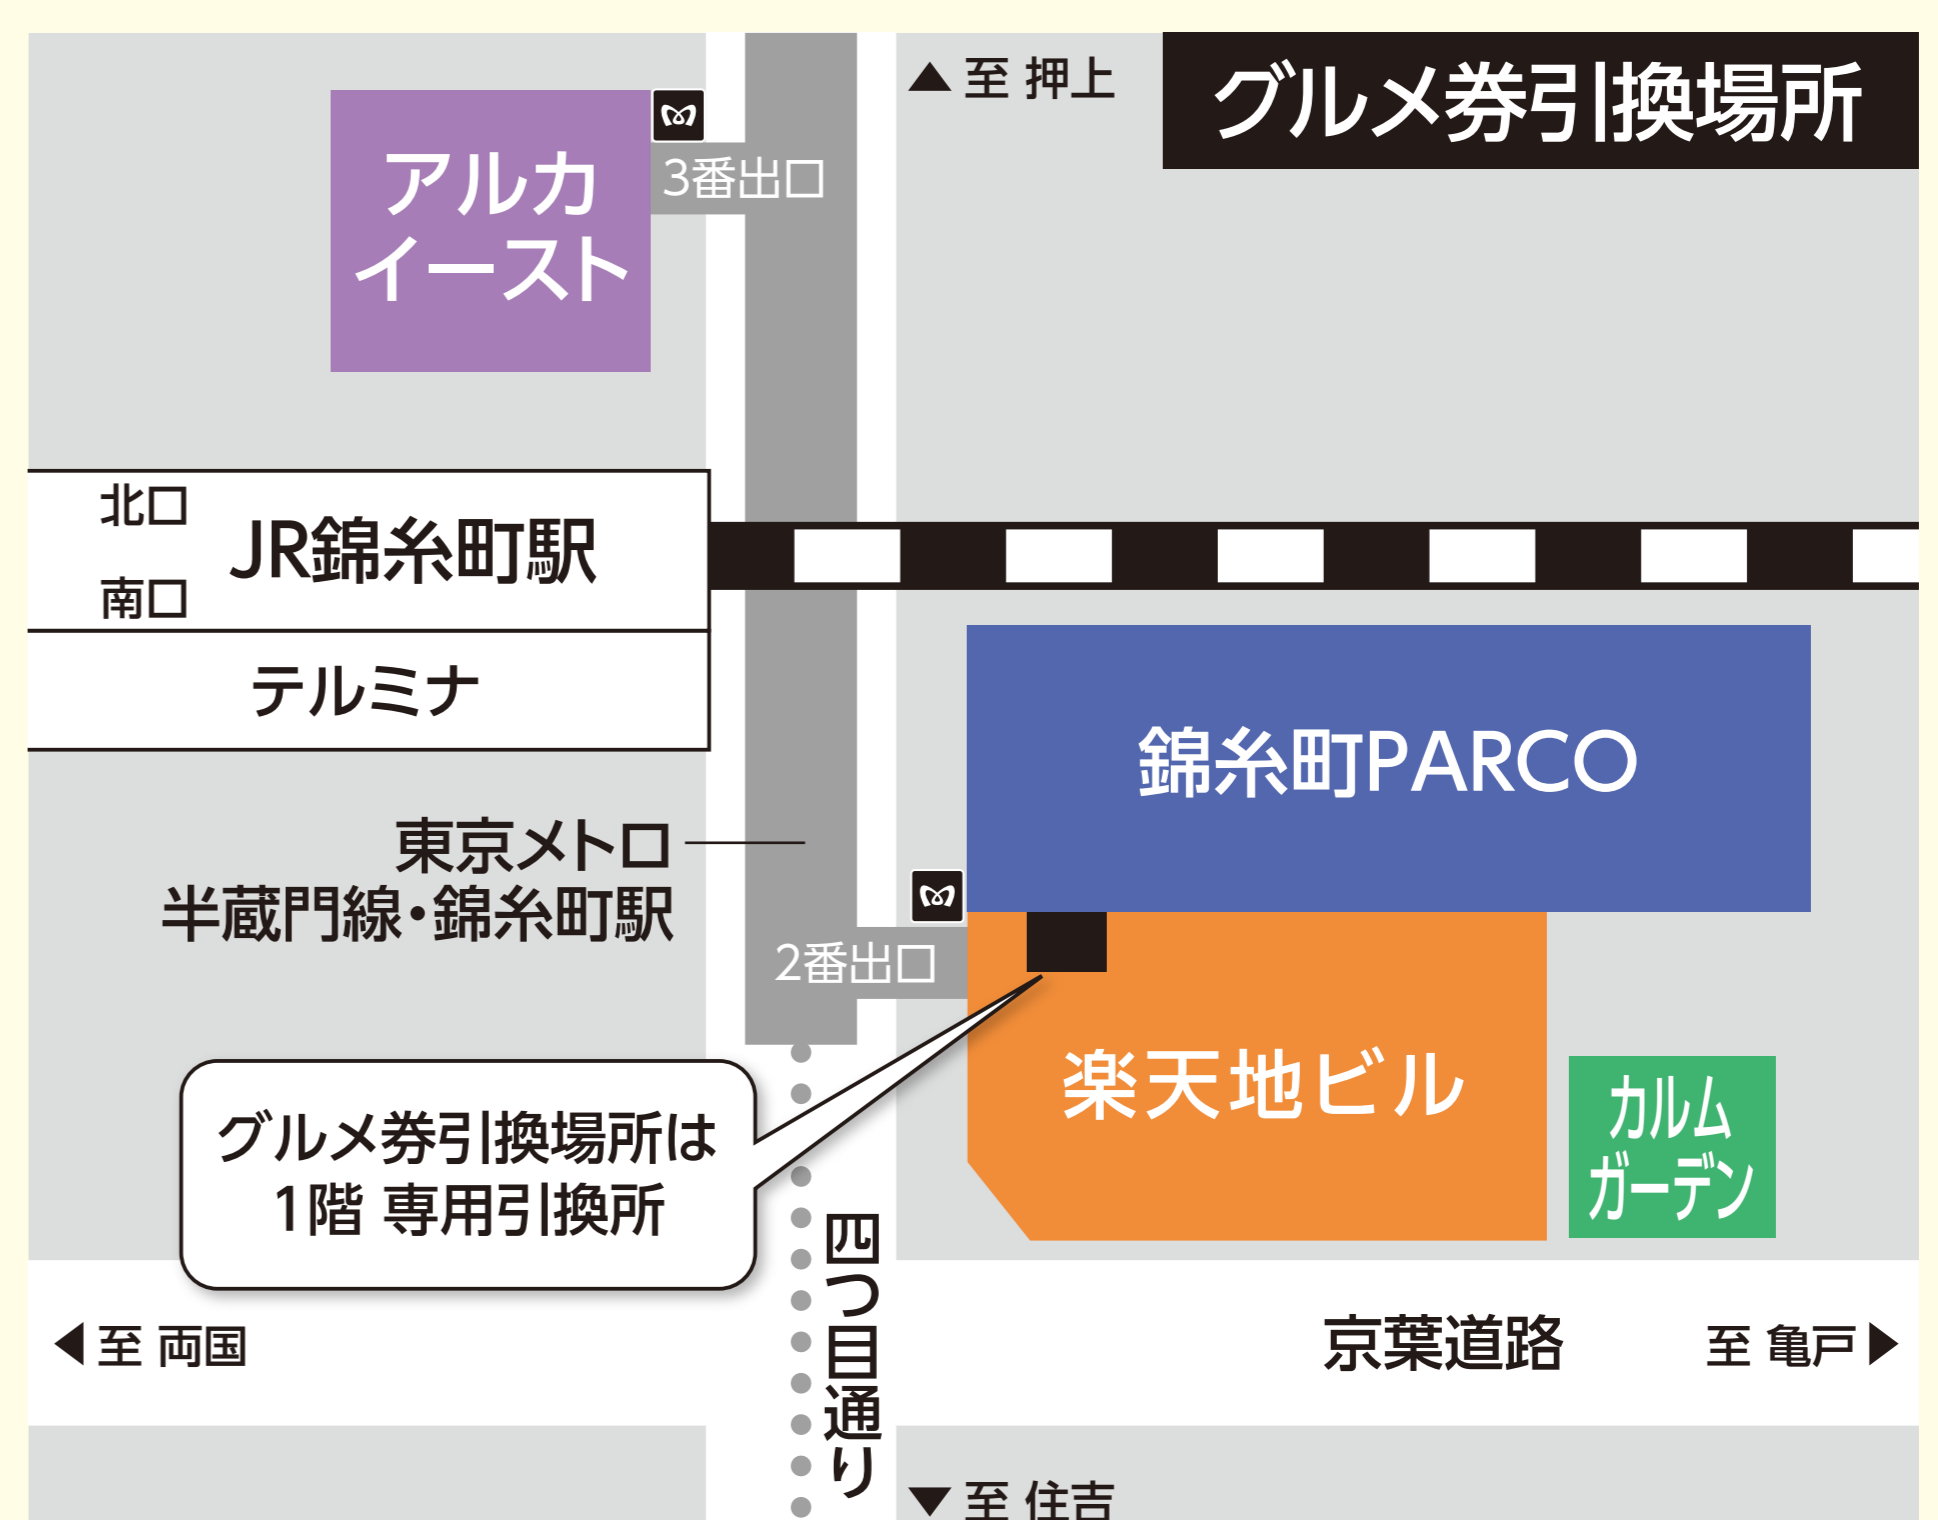 グルメ券引換場所
▲至 押上
アルカ
イースト
3番出口
北口
JR錦糸町駅
南口
テルミナ
錦糸町PARCO
東京メトロ
半蔵門線・錦糸町駅
2番出口
楽天地ビル
カルム
ガーデン
グルメ券引換場所は
1階 専用引換所
四つ目通り
◀至 両国
京葉道路
至 亀戸▶
▼至 住吉